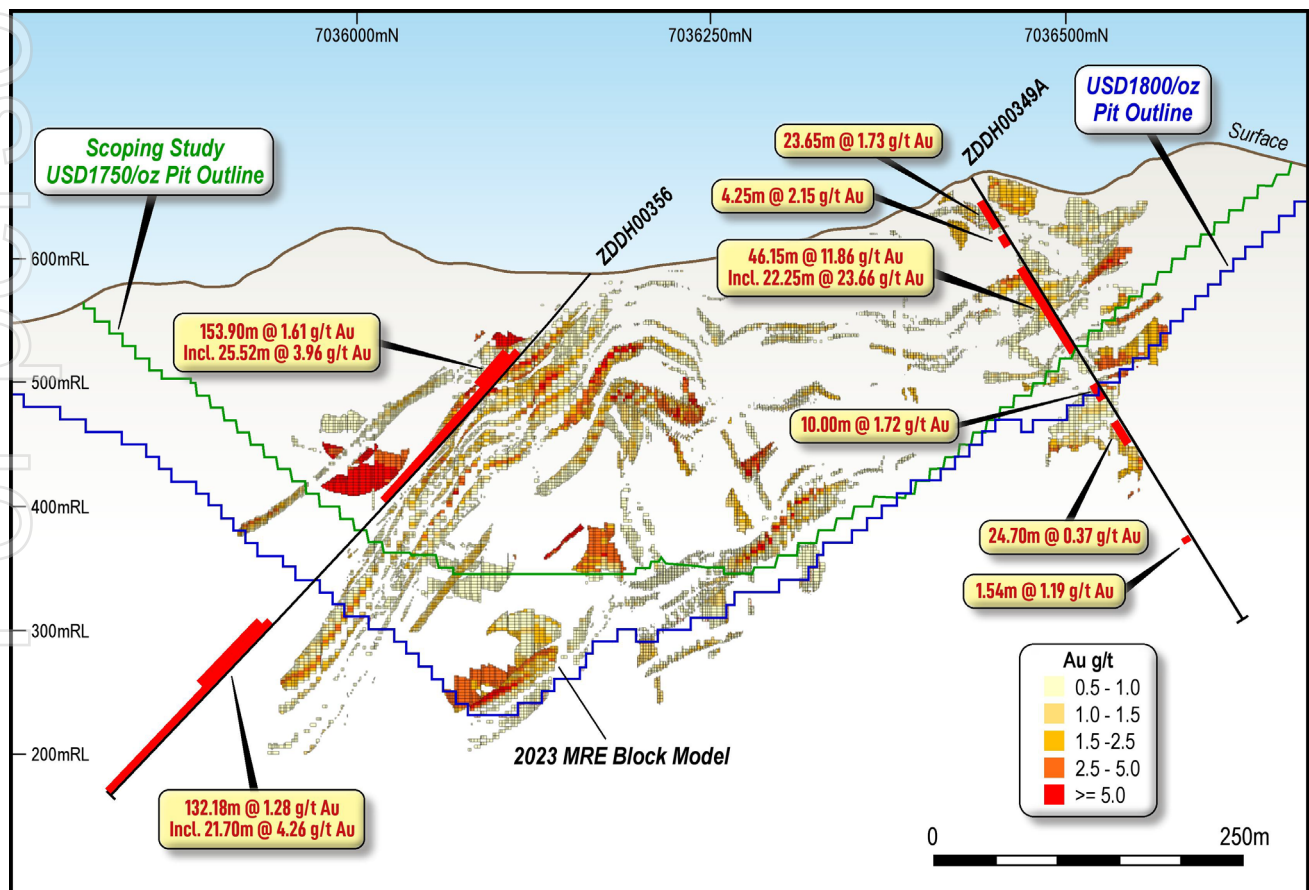 7036000mN
7036250mN
7036500mN
Scoping Study
USD1750/oz Pit Outline
ZDDH00356
23.65m @ 1.73 g/t Au
4.25m @ 2.15 g/t Au
46.15m @ 11.86 g/t Au
Incl. 22.25m @ 23.66 g/t Au
ZDDH00349A
USD1800/oz
Pit Outline
Surface
600mRL
153.90m @ 1.61 g/t Au
Incl. 25.52m @ 3.96 g/t Au
500mRL
10.00m @ 1.72 g/t Au
400mRL
24.70m @ 0.37 g/t Au
1.54m @ 1.19 g/t Au
300mRL
200mRL
2023 MRE Block Model
132.18m @ 1.28 g/t Au
Incl. 21.70m @ 4.26 g/t Au
Au g/t
0.5 - 1.0
1.0 - 1.5
1.5 -2.5
2.5 - 5.0
>= 5.0
0
250m